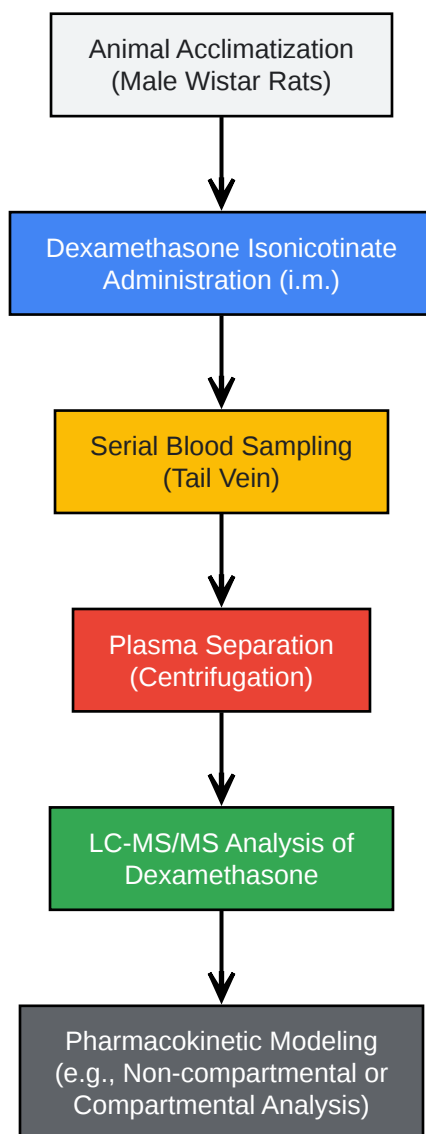 Animal Acclimatization
(Male Wistar Rats)
Dexamethasone Isonicotinate
Administration (i.m.)
Serial Blood Sampling
(Tail Vein)
Plasma Separation
(Centrifugation)
LC-MS/MS Analysis of
Dexamethasone
Pharmacokinetic Modeling
(e.g., Non-compartmental or
Compartmental Analysis)